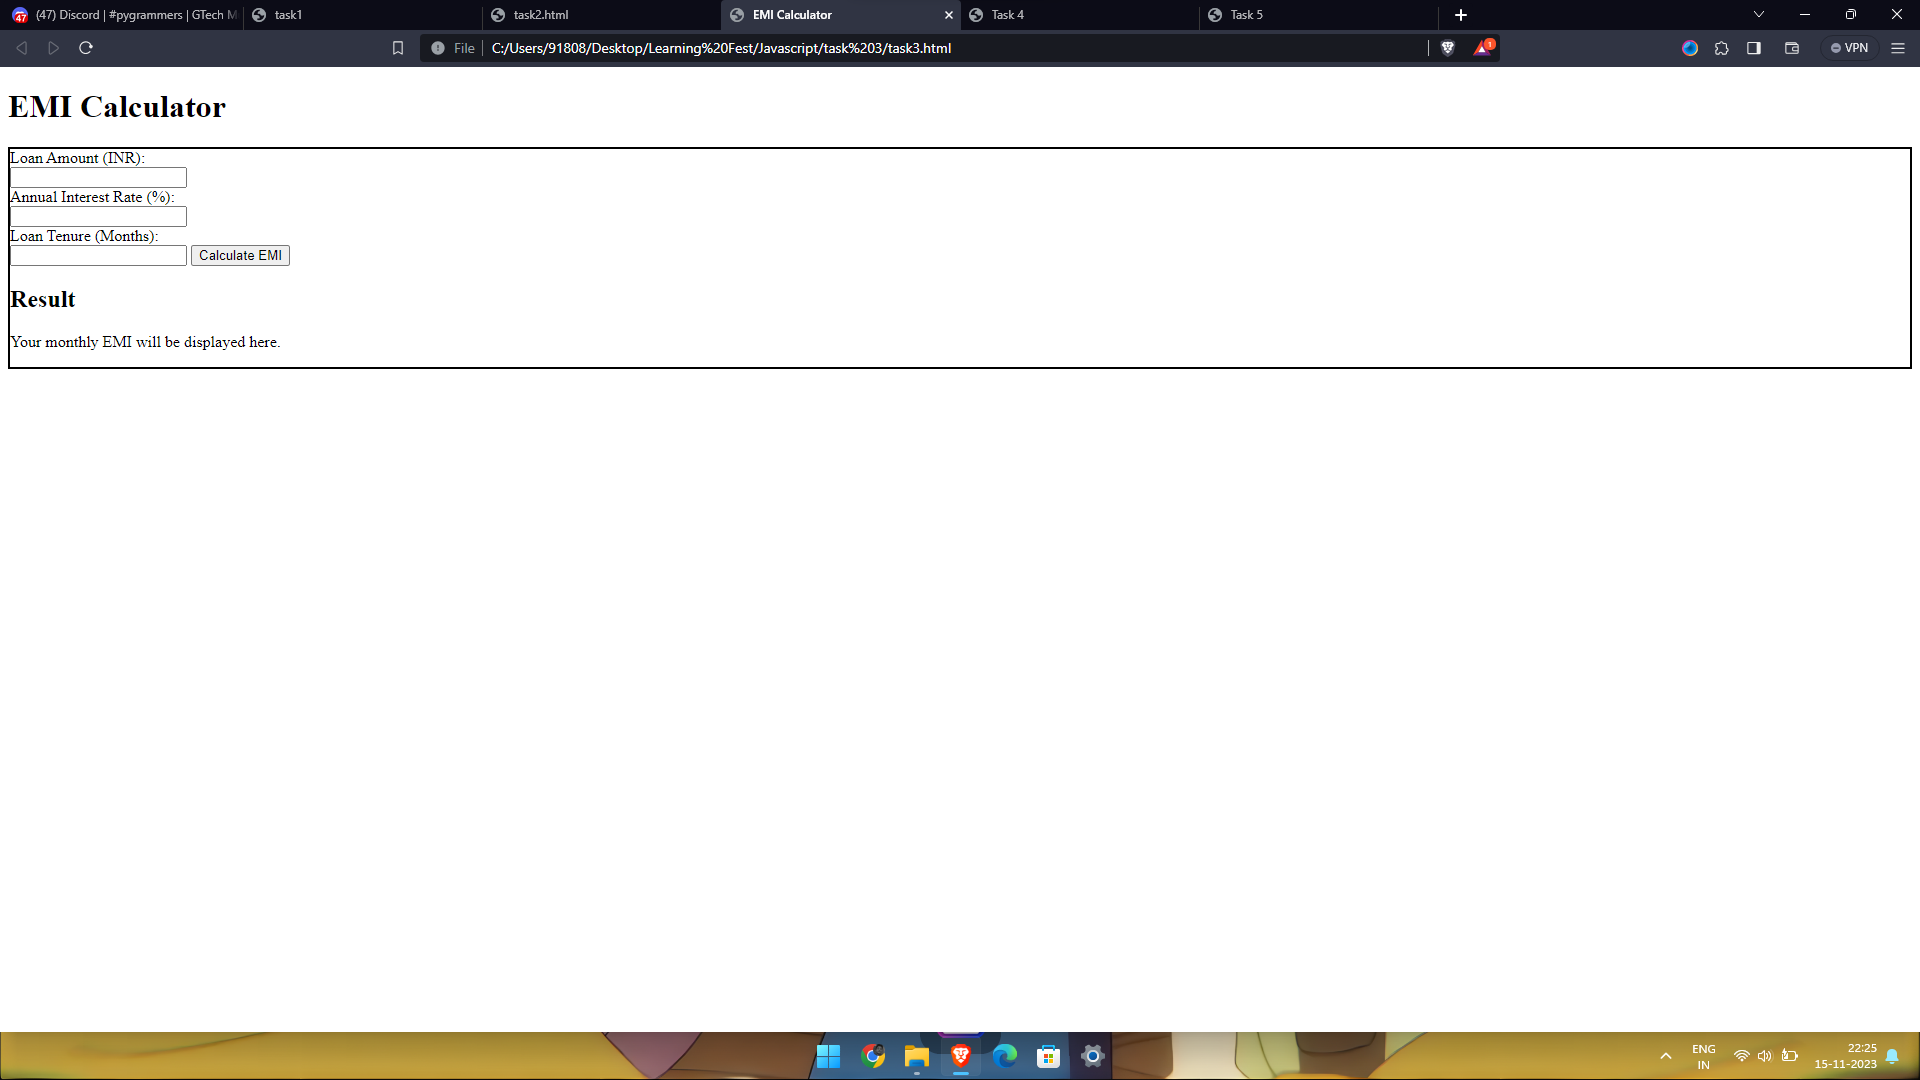 (47) Discord | #pygrammers | GTech M
task1
task2.html
EMI Calculator
Task 4
Task 5
File
C:/Users/91808/Desktop/Learning%20Fest/Javascript/task%203/task3.html
1
VPN
EMI Calculator
Loan Amount (INR):
Annual Interest Rate (%):
Loan Tenure (Months):
Calculate EMI
Result
Your monthly EMI will be displayed here.
ENG
IN
22:25
15-11-2023